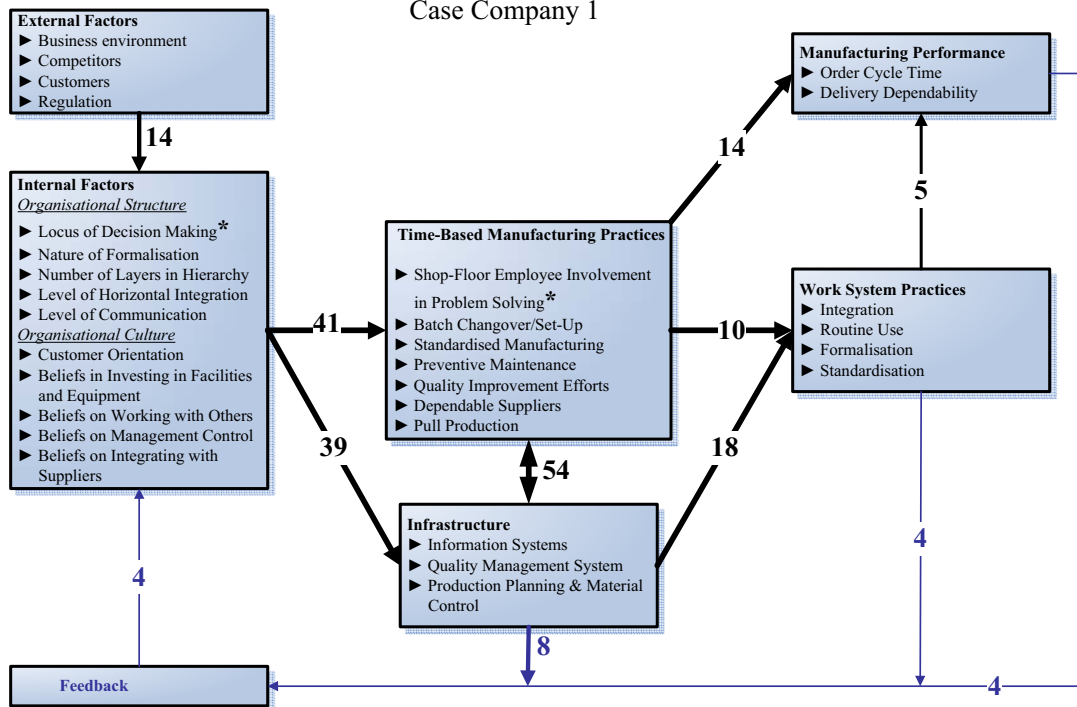 Case Company 1
External Factors
► Business environment
► Competitors
► Customers
► Regulation
14
Internal Factors
Organisational Structure
► Locus of Decision Making*
► Nature of Formalisation
► Number of Layers in Hierarchy
► Level of Horizontal Integration
► Level of Communication
Organisational Culture
► Customer Orientation
► Beliefs in Investing in Facilities
and Equipment
► Beliefs on Working with Others
► Beliefs on Management Control
► Beliefs on Integrating with
Suppliers
41
39
Time-Based Manufacturing Practices
► Shop-Floor Employee Involvement
in Problem Solving*
► Batch Changover/Set-Up
► Standardised Manufacturing
► Preventive Maintenance
► Quality Improvement Efforts
► Dependable Suppliers
► Pull Production
54
Infrastructure
► Information Systems
► Quality Management System
► Production Planning & Material
Control
14
10
18
Manufacturing Performance
► Order Cycle Time
► Delivery Dependability
5
Work System Practices
► Integration
► Routine Use
► Formalisation
► Standardisation
4
8
4
4
Feedback